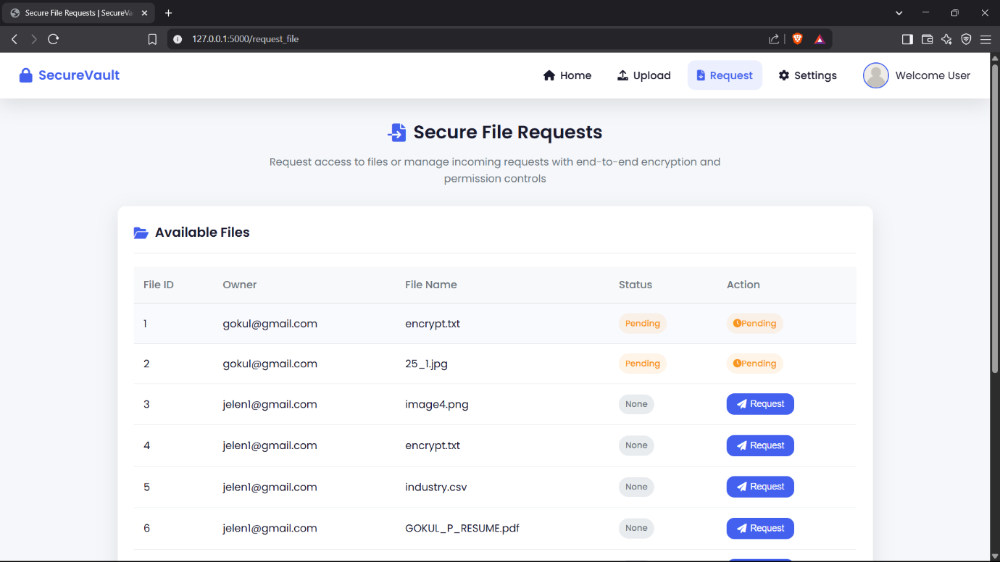 Secure File Requests | SecureVa
127.0.0.1:5000/request_file
SecureVault
Home Upload Request Settings Welcome User
Secure File Requests
Request access to files or manage incoming requests with end-to-end encryption and
permission controls
Available Files
File ID Owner File Name Status Action
1 gokul@gmail.com encrypt.txt Pending Pending
2 gokul@gmail.com 25_1.jpg Pending Pending
3 jelen1@gmail.com image4.png None Request
4 jelen1@gmail.com encrypt.txt None Request
5 jelen1@gmail.com industry.csv None Request
6 jelen1@gmail.com GOKUL_P_RESUME.pdf None Request